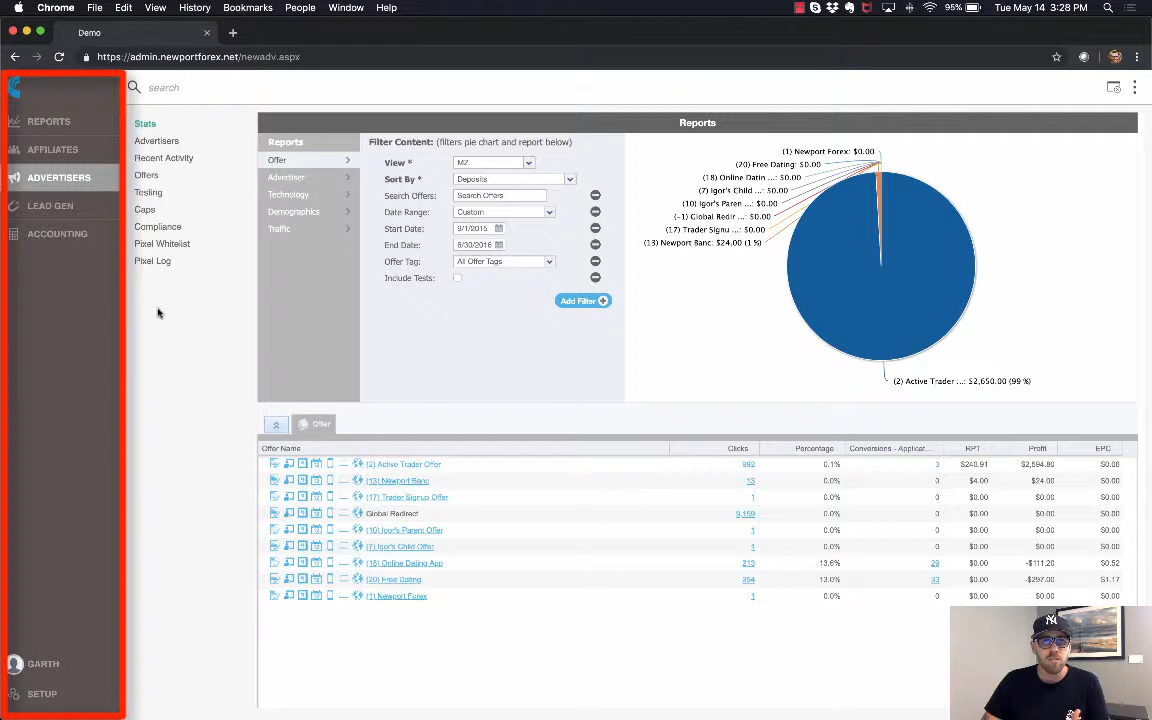 Chrome File Edit View History Bookmarks People Window Help
95% Tue May 14 3:28 PM
Demo
https://admin.newportforex.net/newadv.aspx
search
REPORTS
AFFILIATES
ADVERTISERS
LEAD GEN
ACCOUNTING
GARTH
SETUP
Stats
Advertisers
Recent Activity
Offers
Testing
Caps
Compliance
Pixel Whitelist
Pixel Log
Reports
Reports
Offer
Advertiser
Technology
Demographics
Traffic
Filter Content: (filters pie chart and report below)
View * MZ
Sort By * Deposits
Search Offers: Search Offers
Date Range: Custom
Start Date: 9/1/2015
End Date: 6/30/2016
Offer Tag: All Offer Tags
Include Tests:
Add Filter
(1) Newport Forex: $0.00
(20) Free Dating: $0.00
(18) Online Datin ...: $0.00
(7) Igor's Child ...: $0.00
(10) Igor's Paren ...: $0.00
(-1) Global Redir ...: $0.00
(17) Trader Signu ...: $0.00
(13) Newport Banc: $24.00 (1 %)
(2) Active Trader ...: $2,650.00 (99 %)
Offer
Offer Name Clicks Percentage Conversions - Applicat... RPT Profit EPC
(2) Active Trader Offer 992 0.1% 3 $240.91 $2,594.80 $0.06
(13) Newport Banc 13 0.0% 0 $4.00 $24.00 $0.00
(17) Trader Signup Offer 1 0.0% 0 $0.00 $0.00 $0.00
Global Redirect 9,159 0.0% 0 $0.00 $0.00 $0.00
(10) Igor's Parent Offer 1 0.0% 0 $0.00 $0.00 $0.00
(7) Igor's Child Offer 1 0.0% 0 $0.00 $0.00 $0.00
(18) Online Dating App 213 13.6% 29 $0.00 -$111.20 $0.52
(20) Free Dating 254 13.0% 33 $0.00 -$297.00 $1.17
(1) Newport Forex 1 0.0% 0 $0.00 $0.00 $0.00